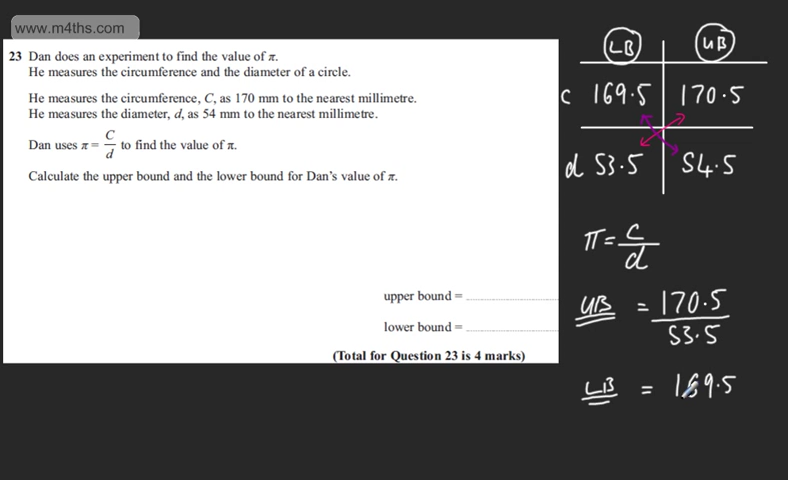 www.m4ths.com
23 Dan does an experiment to find the value of π.
He measures the circumference and the diameter of a circle.
He measures the circumference, C, as 170 mm to the nearest millimetre.
He measures the diameter, d, as 54 mm to the nearest millimetre.
Dan uses π = C/d to find the value of π.
Calculate the upper bound and the lower bound for Dan's value of π.
upper bound = ............................
lower bound = ............................
(Total for Question 23 is 4 marks)
LB UB
C 169.5 170.5
d 53.5 54.5
π = C/d
UB = 170.5/53.5
LB = 169.5